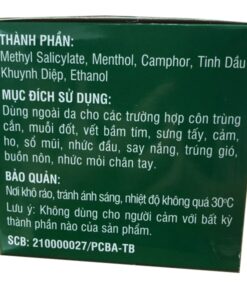 THÀNH PHẦN:
Methyl Salicylate, Menthol, Camphor, Tinh Dầu
Khuynh Diệp, Ethanol
MỤC ĐÍCH SỬ DỤNG:
Dùng ngoài da cho các trường hợp côn trùng
cắn, muỗi đốt, vết bầm tím, sưng tấy, cảm,
ho, sổ mũi, nhức đầu, say nắng, trúng gió,
buồn nôn, nhức mỏi chân tay.
BẢO QUẢN:
Nơi khô ráo, tránh ánh sáng, nhiệt độ không quá 30⁰C
Lưu ý: Không dùng cho người cảm với bất kỳ
thành phần nào của sản phẩm.
SCB: 210000027/PCBA-TB